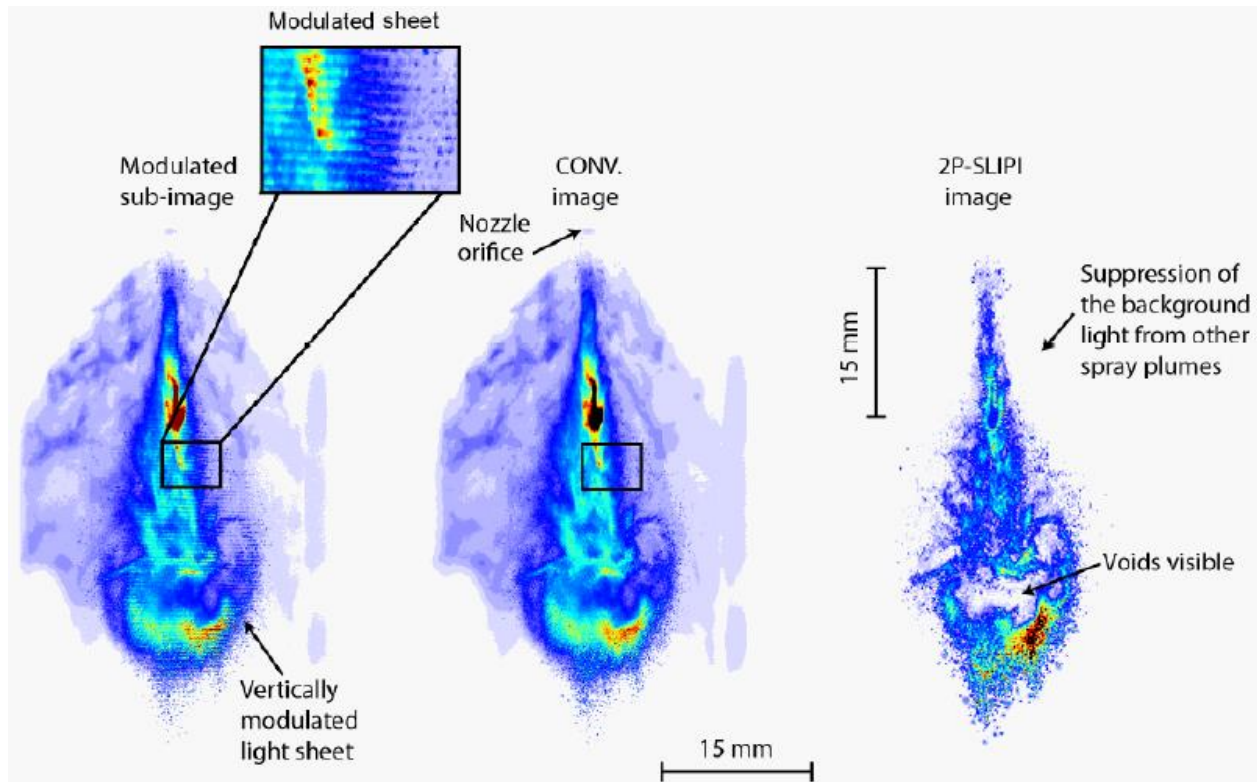 Modulated sheet
Modulated
sub-image
CONV.
image
2P-SLIPI
image
Nozzle
orifice
15 mm
Suppression of
the background
light from other
spray plumes
Voids visible
Vertically
modulated
light sheet
15 mm